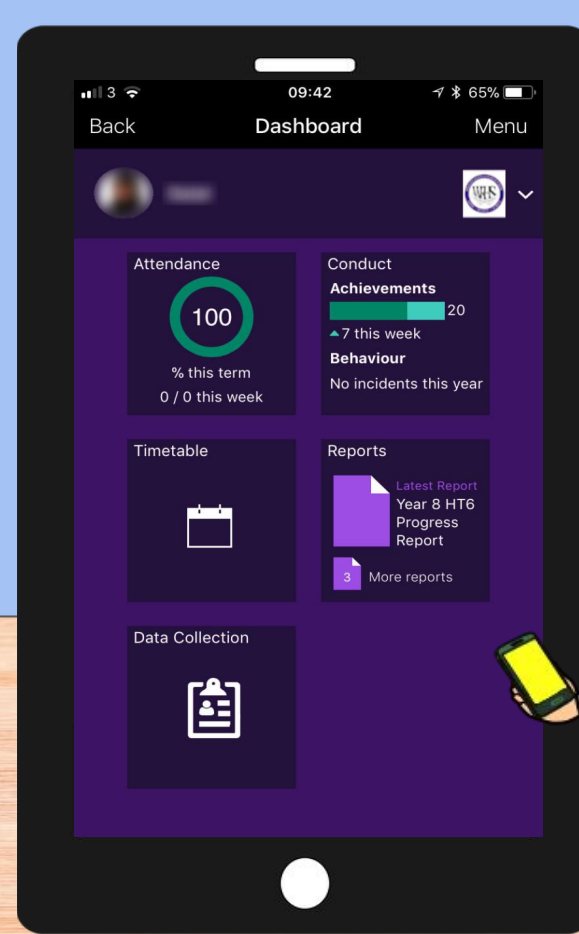 3
09:42
65%
Back
Dashboard
Menu
Attendance
100
% this term
0 / 0 this week
Conduct
Achievements
20
7 this week
Behaviour
No incidents this year
Timetable
Reports
Latest Report
Year 8 HT6
Progress
Report
3 More reports
Data Collection